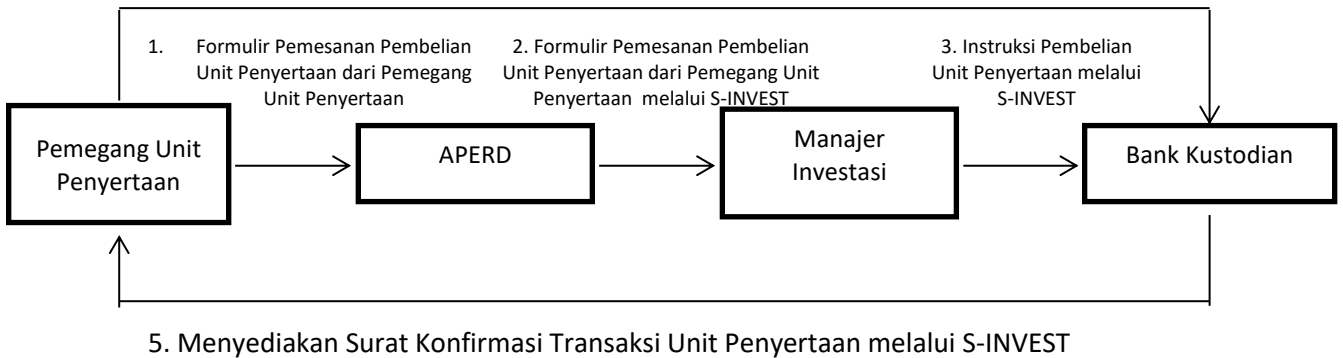 1. Formulir Pemesanan Pembelian
Unit Penyertaan dari Pemegang
Unit Penyertaan
2. Formulir Pemesanan Pembelian
Unit Penyertaan dari Pemegang Unit
Penyertaan melalui S-INVEST
3. Instruksi Pembelian
Unit Penyertaan melalui
S-INVEST
Pemegang Unit
Penyertaan
APERD
Manajer
Investasi
Bank Kustodian
5. Menyediakan Surat Konfirmasi Transaksi Unit Penyertaan melalui S-INVEST